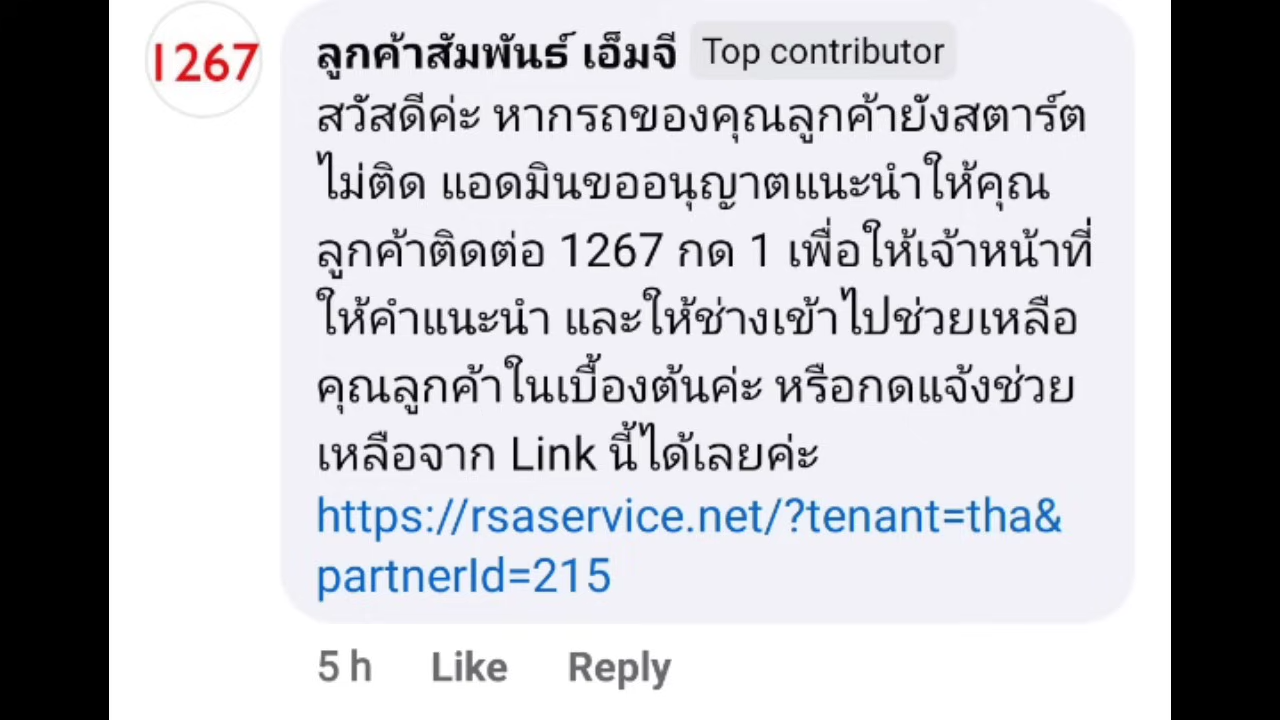 1267
ลูกค้าสัมพันธ์ เอ็มจี Top contributor
สวัสดีค่ะ หากรถของคุณลูกค้ายังสตาร์ต
ไม่ติด แอดมินขออนุญาตแนะนำให้คุณ
ลูกค้าติดต่อ 1267 กด 1 เพื่อให้เจ้าหน้าที่
ให้คำแนะนำ และให้ช่างเข้าไปช่วยเหลือ
คุณลูกค้าในเบื้องต้นค่ะ หรือกดแจ้งช่วย
เหลือจาก Link นี้ได้เลยค่ะ
https://rsaservice.net/?tenant=tha&
partnerId=215
5 h Like Reply